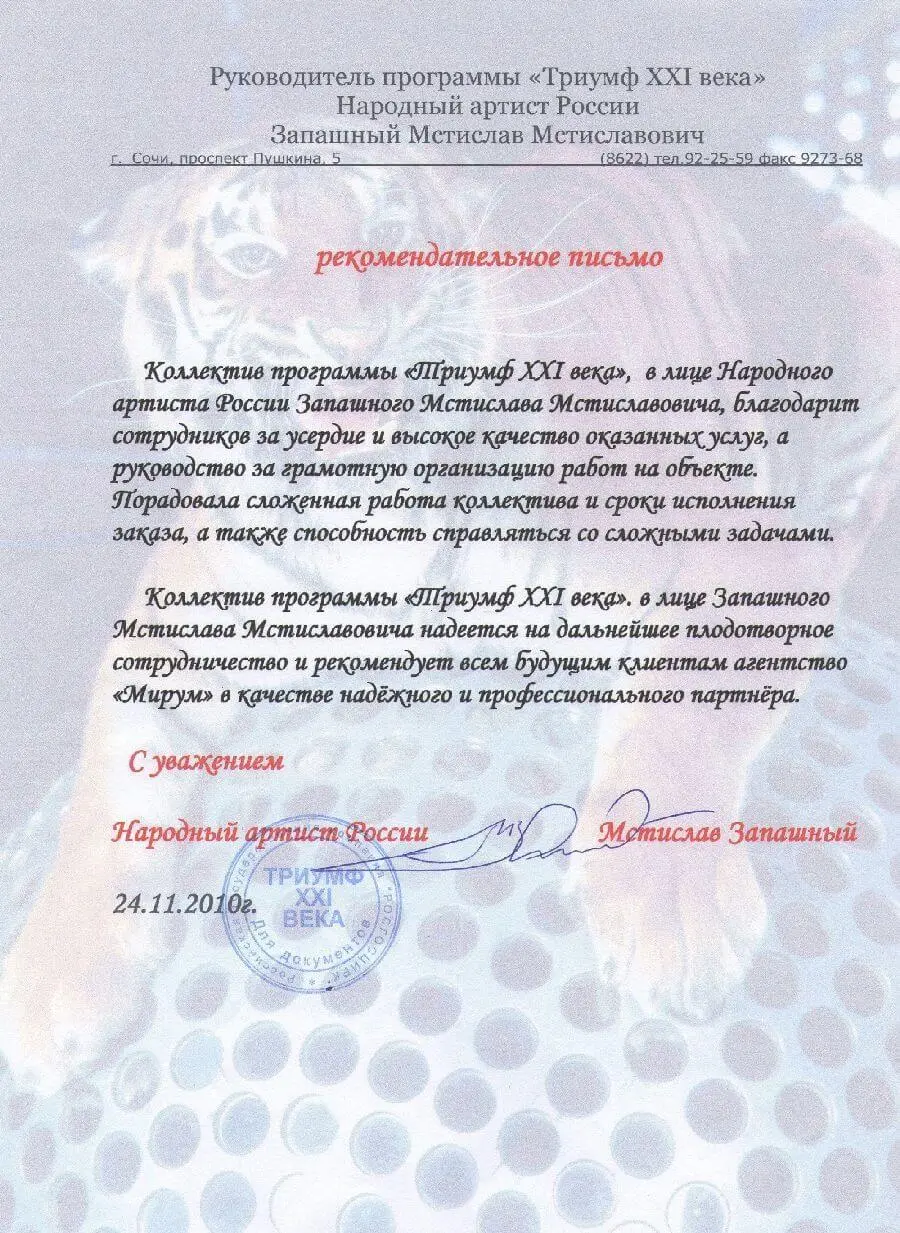 Руководитель программы «Триумф XXI века»
Народный артист России
Запашный Мстислав Мстиславович
г. Сочи, проспект Пушкина, 5 (8622) тел.92-25-59 факс 9273-68
рекомендательное письмо
Коллектив программы «Триумф XXI века», в лице Народного
артиста России Запашного Мстислава Мстиславовича, благодарит
сотрудников за усердие и высокое качество оказанных услуг, а
руководство за грамотную организацию работ на объекте.
Порадовала сложенная работа коллектива и сроки исполнения
заказа, а также способность справляться со сложными задачами.
Коллектив программы «Триумф XXI века». в лице Запашного
Мстислава Мстиславовича надеется на дальнейшее плодотворное
сотрудничество и рекомендует всем будущим клиентам агентство
«Мирум» в качестве надёжного и профессионального партнёра.
С уважением
Народный артист России Мстислав Запашный
24.11.2010г.
ТРИУМФ
XXI
ВЕКА
Для документов